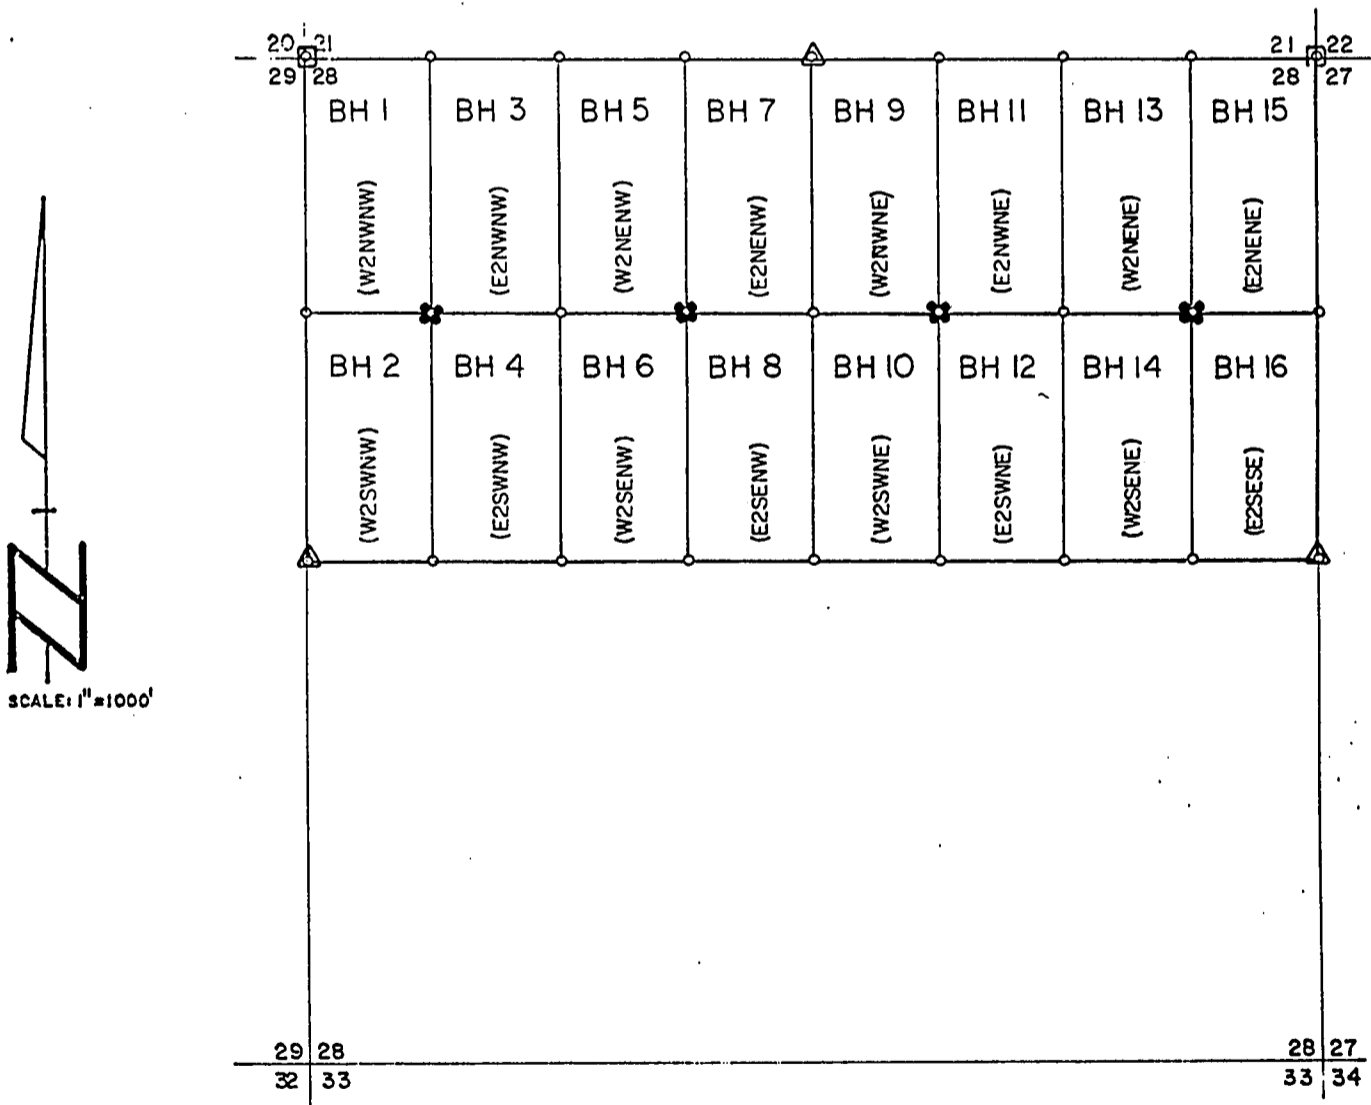 20 21
29 28
21 22
28 27
BH 1 BH 3 BH 5 BH 7 BH 9 BH 11 BH 13 BH 15
(W2NWNW) (E2NWNW) (W2NENW) (E2NENW) (W2NWNE) (E2NWNE) (W2NENE) (E2NENE)
BH 2 BH 4 BH 6 BH 8 BH 10 BH 12 BH 14 BH 16
(W2SWNW) (E2SWNW) (W2SENW) (E2SENW) (W2SWNE) (E2SWNE) (W2SENE) (E2SESE)
N
SCALE: 1"=1000'
29 28
32 33
28 27
33 34